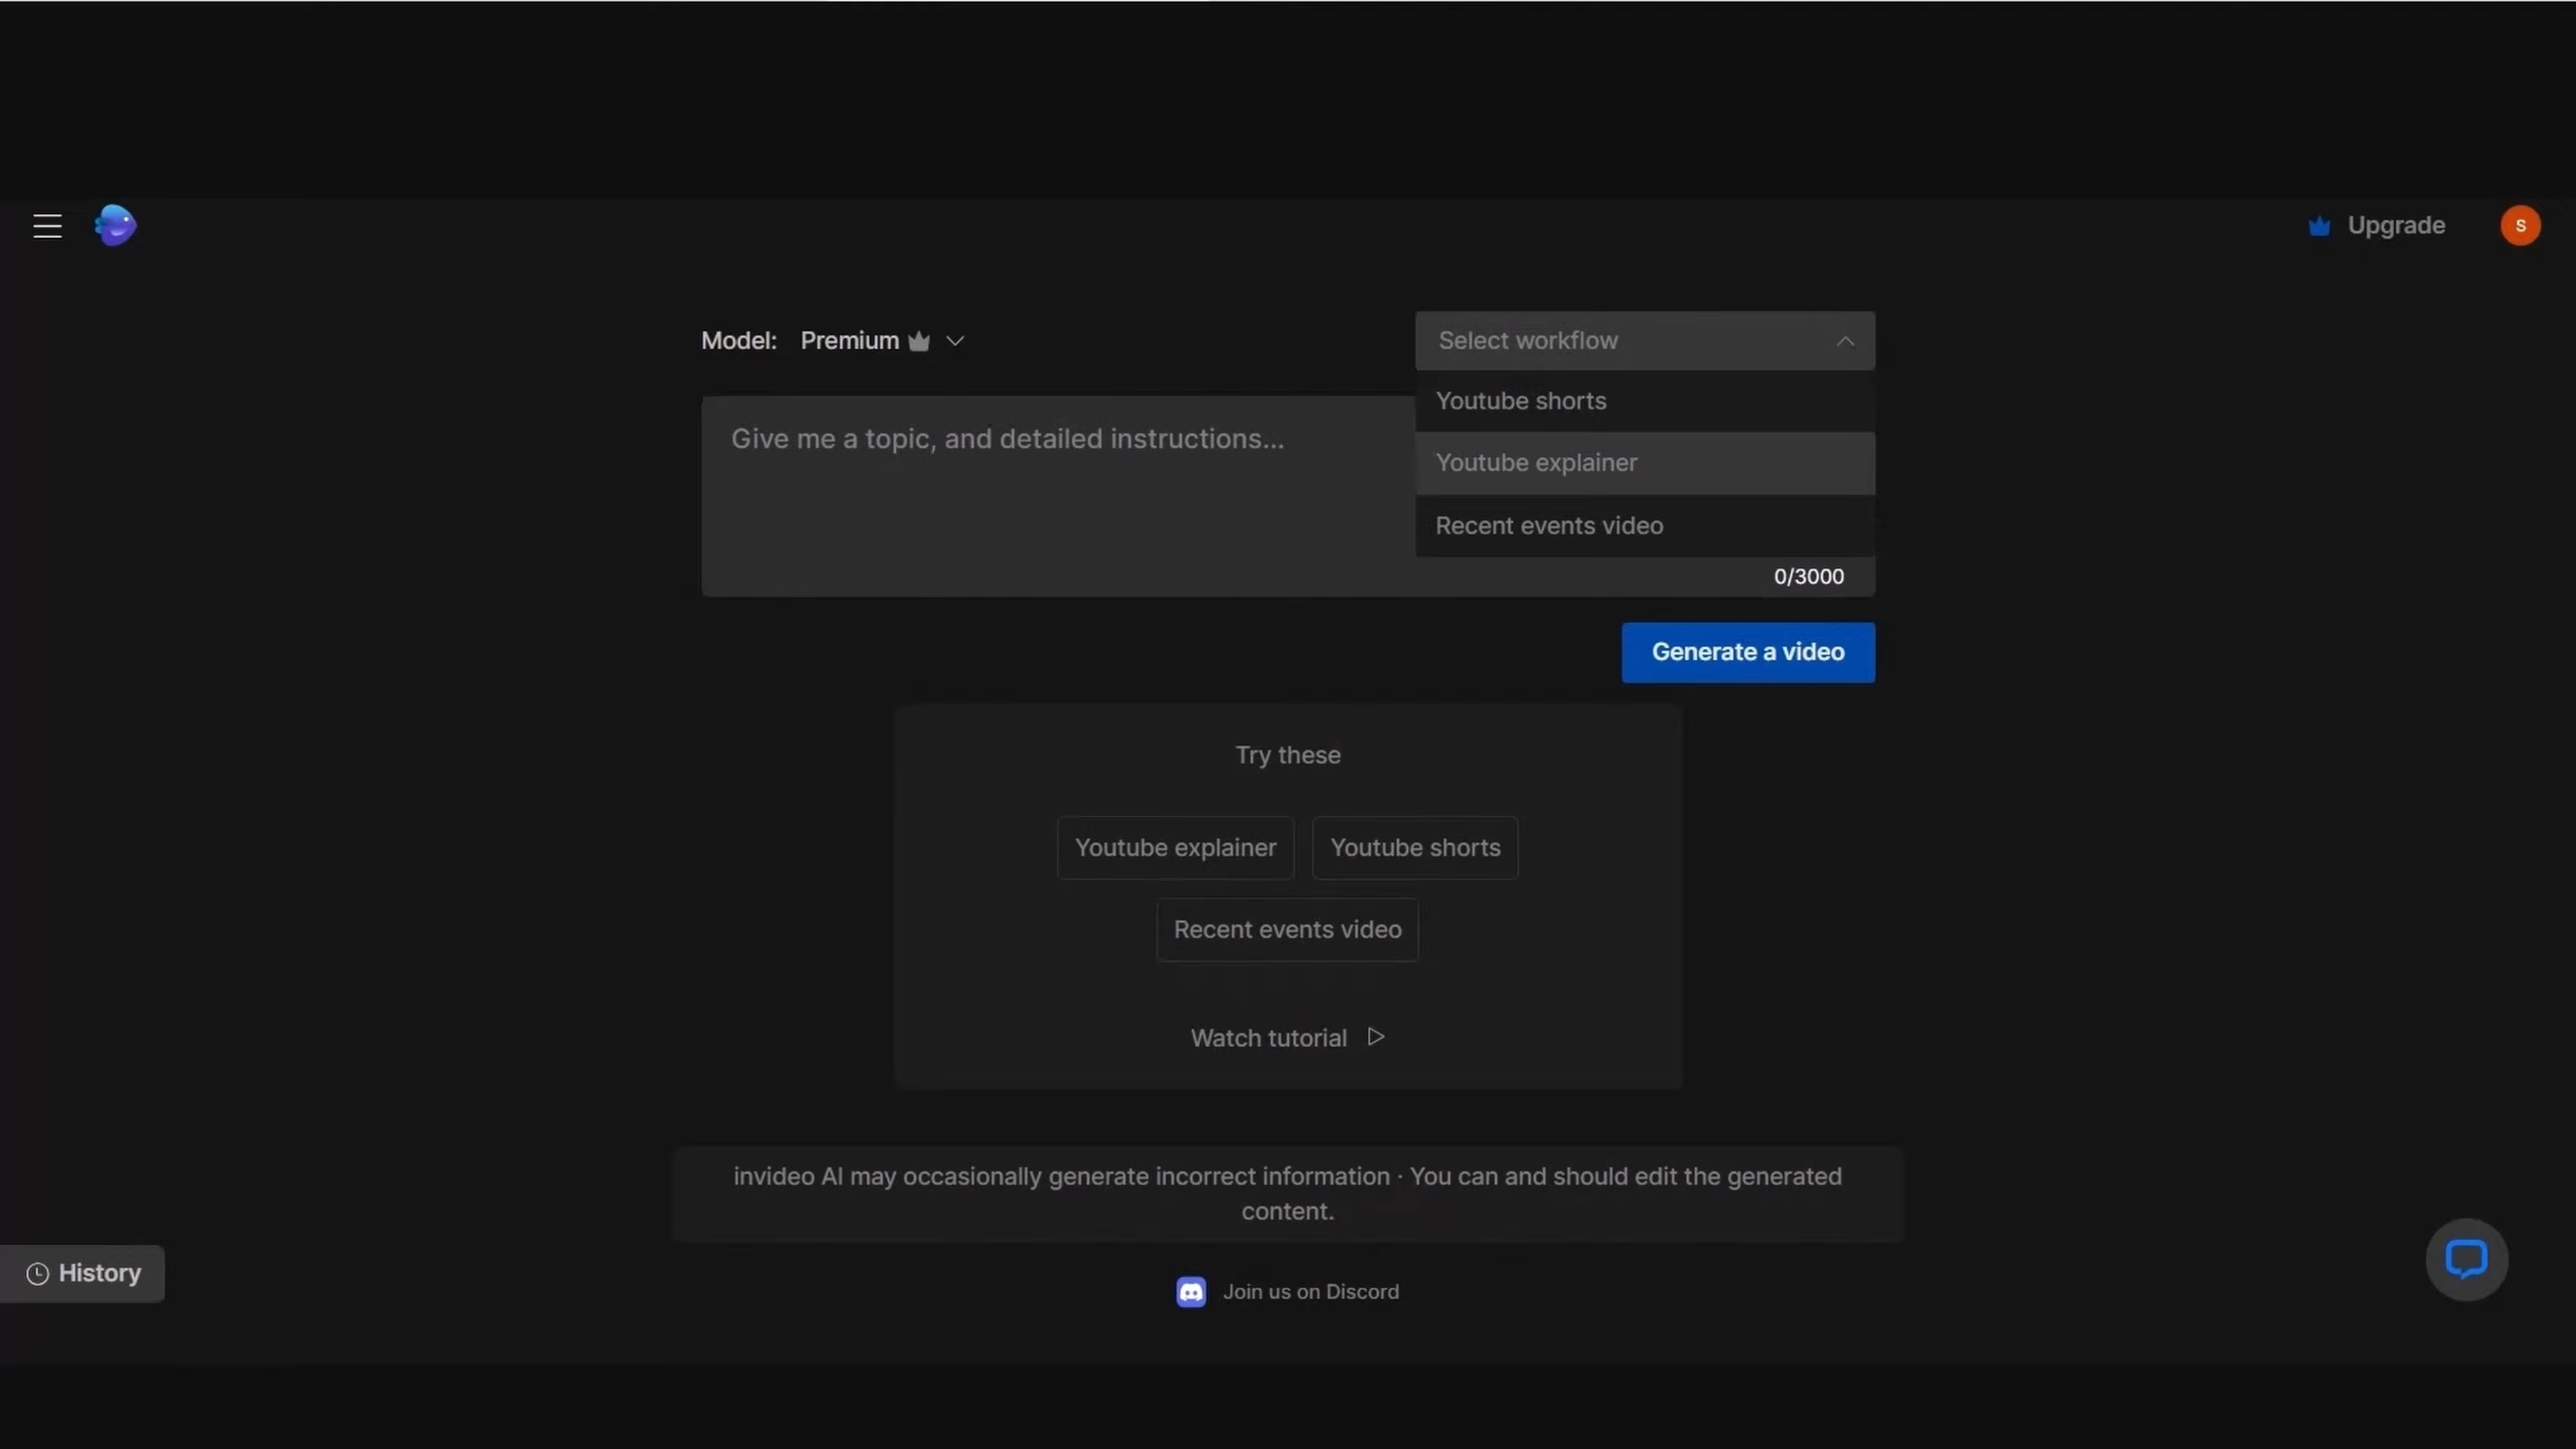 Upgrade
S
Model: Premium
Select workflow
Youtube shorts
Youtube explainer
Recent events video
Give me a topic, and detailed instructions...
0/3000
Generate a video
Try these
Youtube explainer
Youtube shorts
Recent events video
Watch tutorial
invideo AI may occasionally generate incorrect information · You can and should edit the generated
content.
History
Join us on Discord